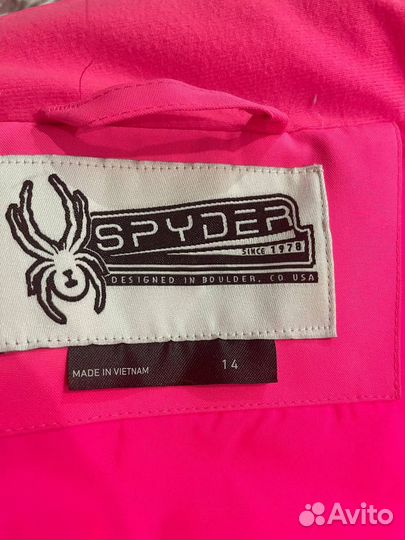 SPYDER
SINCE 1978
DESIGNED IN BOULDER, CO USA
MADE IN VIETNAM 14
Avito